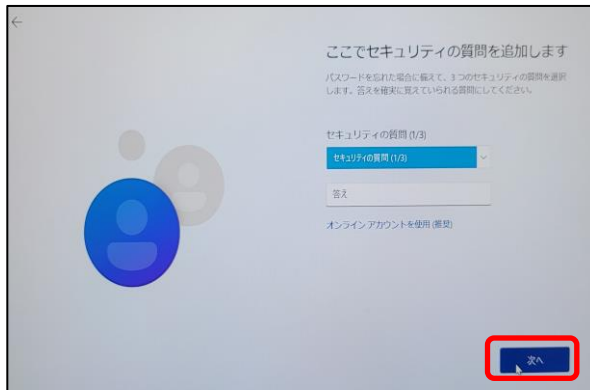 ここでセキュリティの質問を追加します
パスワードを忘れた場合に備えて、3 つのセキュリティの質問を選択
します。答えを確実に覚えていられる質問にしてください。
セキュリティの質問 (1/3)
セキュリティの質問 (1/3)
答え
オンライン アカウントを使用 (推奨)
次へ